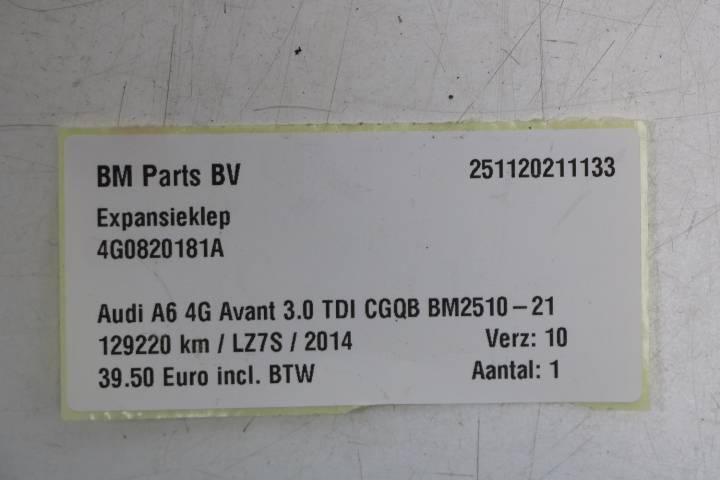 BM Parts BV 251120211133
Expansieklep
4G0820181A
Audi A6 4G Avant 3.0 TDI CGQB BM2510-21
129220 km / LZ7S / 2014 Verz: 10
39.50 Euro incl. BTW Aantal: 1